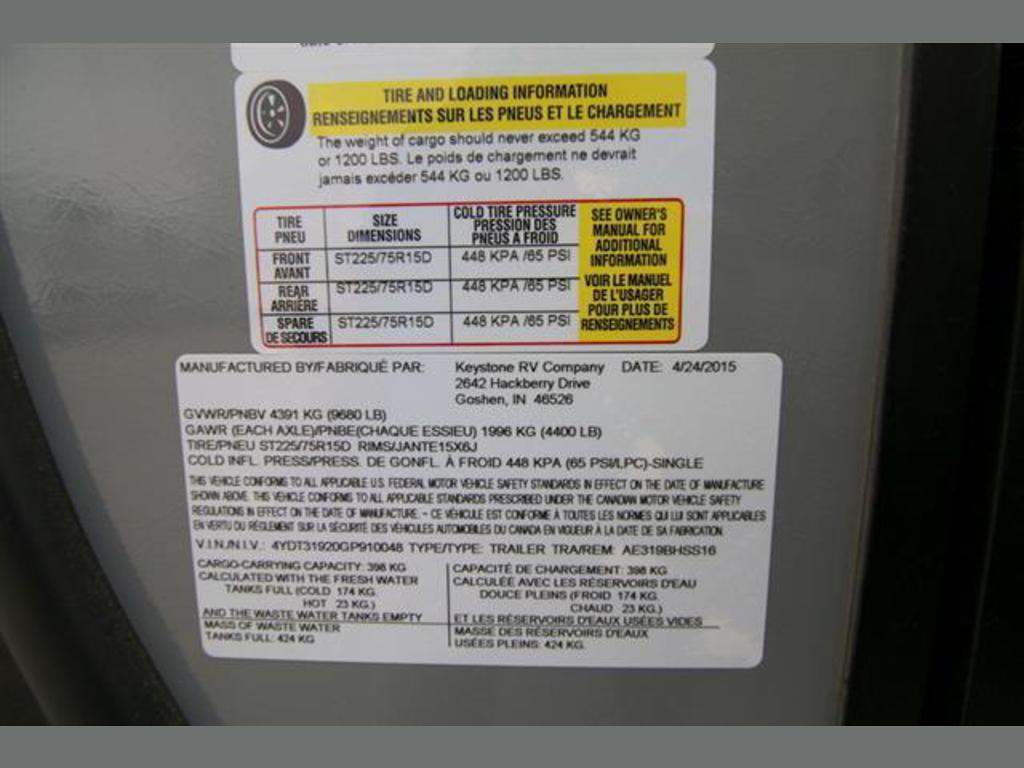 TIRE AND LOADING INFORMATION
RENSEIGNEMENTS SUR LES PNEUS ET LE CHARGEMENT
The weight of cargo should never exceed 544 KG
or 1200 LBS. Le poids de chargement ne devrait
jamais excéder 544 KG ou 1200 LBS.
TIRE
PNEU
SIZE
DIMENSIONS
COLD TIRE PRESSURE
PRESSION DES
PNEUS A FROID
FRONT
AVANT
ST225/75R15D
448 KPA /65 PSI
REAR
ARRIÈRE
ST225/75R15D
448 KPA /65 PSI
SPARE
DE SECOURS
ST225/75R15D
448 KPA /65 PSI
SEE OWNER'S
MANUAL FOR
ADDITIONAL
INFORMATION
VOIR LE MANUEL
DE L'USAGER
POUR PLUS DE
RENSEIGNEMENTS
MANUFACTURED BY/FABRIQUÉ PAR: Keystone RV Company DATE: 4/24/2015
2642 Hackberry Drive
Goshen, IN 46526
GVWR/PNBV 4391 KG (9680 LB)
GAWR (EACH AXLE)/PNBE(CHAQUE ESSIEU) 1996 KG (4400 LB)
TIRE/PNEU ST225/75R15D RIMS/JANTE15X6J
COLD INFL. PRESS/PRESS. DE GONFL. À FROID 448 KPA (65 PSI/LPC)-SINGLE
THIS VEHICLE CONFORMS TO ALL APPLICABLE U.S. FEDERAL MOTOR VEHICLE SAFETY STANDARDS IN EFFECT ON THE DATE OF MANUFACTURE
SHOWN ABOVE. THIS VEHICLE CONFORMS TO ALL APPLICABLE STANDARDS PRESCRIBED UNDER THE CANADIAN MOTOR VEHICLE SAFETY
REGULATIONS IN EFFECT ON THE DATE OF MANUFACTURE. - CE VÉHICULE EST CONFORME À TOUTES LES NORMES QUI LUI SONT APPLICABLES
EN VERTU DU RÈGLEMENT SUR LA SÉCURITÉ DES VÉHICULES AUTOMOBILES DU CANADA EN VIGUEUR À LA DATE DE SA FABRICATION.
V.I.N./N.I.V.: 4YDT31920GP910048 TYPE/TYPE: TRAILER TRA/REM: AE319BHSS16
CARGO-CARRYING CAPACITY: 398 KG
CALCULATED WITH THE FRESH WATER
TANKS FULL (COLD 174 KG.
HOT 23 KG.)
AND THE WASTE WATER TANKS EMPTY
MASS OF WASTE WATER
TANKS FULL: 424 KG
CAPACITÉ DE CHARGEMENT: 398 KG
CALCULÉE AVEC LES RÉSERVOIRS D'EAU
DOUCE PLEINS (FROID 174 KG.
CHAUD 23 KG.)
ET LES RÉSERVOIRS D'EAUX USÉES VIDES
MASSE DES RÉSERVOIRS D'EAUX
USÉES PLEINS: 424 KG.